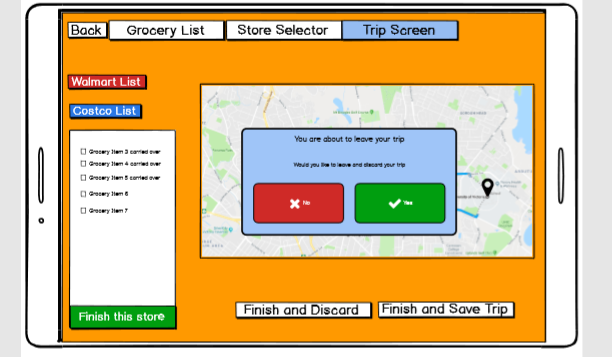 Back
Grocery List
Store Selector
Trip Screen
Walmart List
Costco List
Grocery Item 3 carried over
Grocery Item 4 carried over
Grocery Item 5 carried over
Grocery Item 6
Grocery Item 7
Finish this store
You are about to leave your trip
Would you like to leave and discard your trip
No
Yes
Finish and Discard
Finish and Save Trip